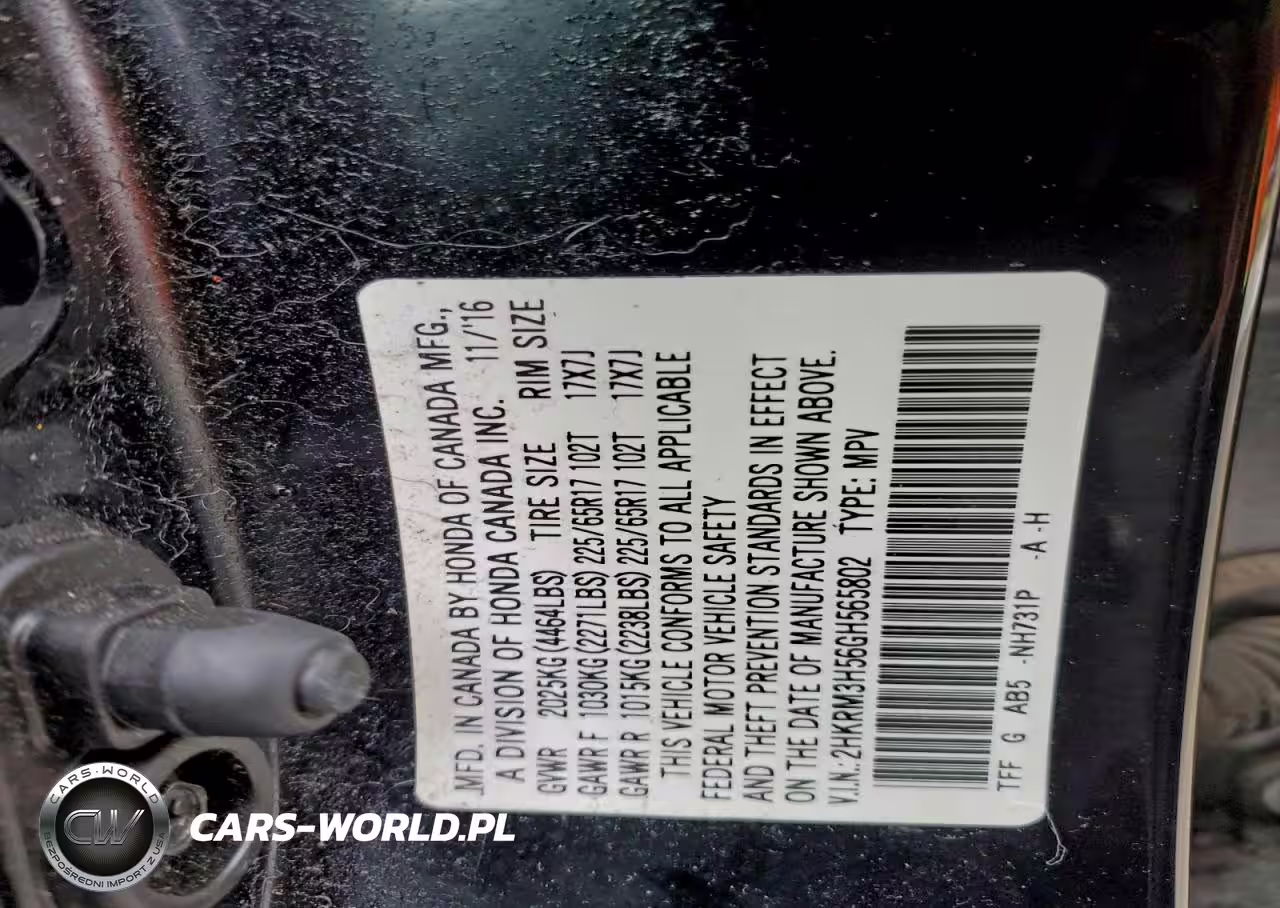 MFD. IN CANADA BY HONDA OF CANADA MFG.,
A DIVISION OF HONDA CANADA INC. 11/'16
GVWR 2025KG(4464LBS) TIRE SIZE RIM SIZE
GAWR F 1030KG(2271LBS) 225/65R17 102T 17X7J
GAWR R 1015KG(2238LBS) 225/65R17 102T 17X7J
THIS VEHICLE CONFORMS TO ALL APPLICABLE
FEDERAL MOTOR VEHICLE SAFETY
AND THEFT PREVENTION STANDARDS IN EFFECT
ON THE DATE OF MANUFACTURE SHOWN ABOVE.
V.I.N.:2HKRM3H56GH565802 TYPE: MPV
TFF G AB5 -NH731P -A -H
CARS-WORLD
CW
BEZPOŚREDNI IMPORT Z USA
CARS-WORLD.PL